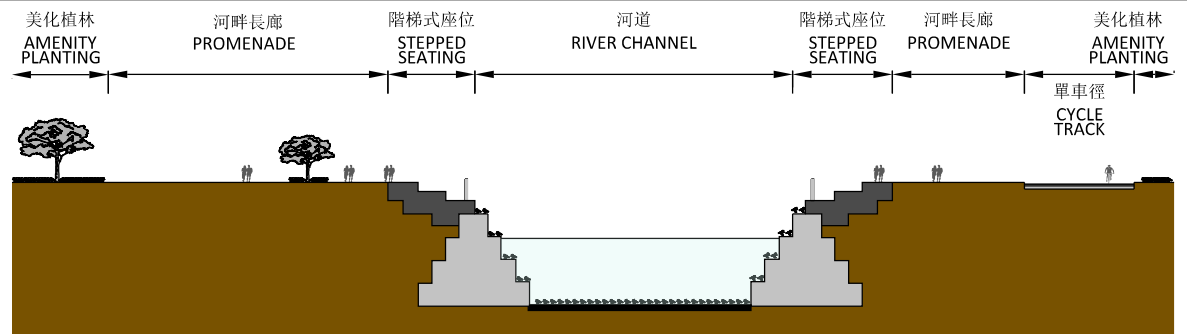 美化植林
AMENITY
PLANTING
河畔長廊
PROMENADE
階梯式座位
STEPPED
SEATING
河道
RIVER CHANNEL
階梯式座位
STEPPED
SEATING
河畔長廊
PROMENADE
單車徑
CYCLE
TRACK
美化植林
AMENITY
PLANTING